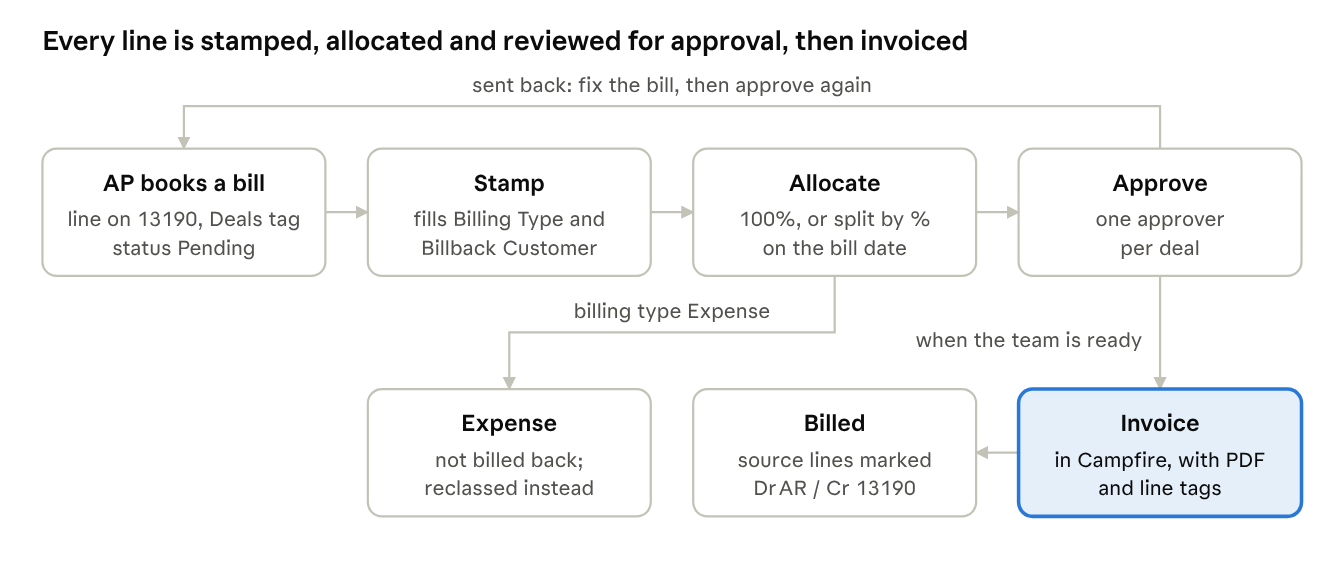 Every line is stamped, allocated and reviewed for approval, then invoiced
sent back: fix the bill, then approve again
AP books a bill
line on 13190, Deals tag
status Pending
Stamp
fills Billing Type and
Billback Customer
Allocate
100%, or split by %
on the bill date
Approve
one approver
per deal
billing type Expense
when the team is ready
Expense
not billed back;
reclassed instead
Billed
source lines marked
Dr AR / Cr 13190
Invoice
in Campfire, with PDF
and line tags